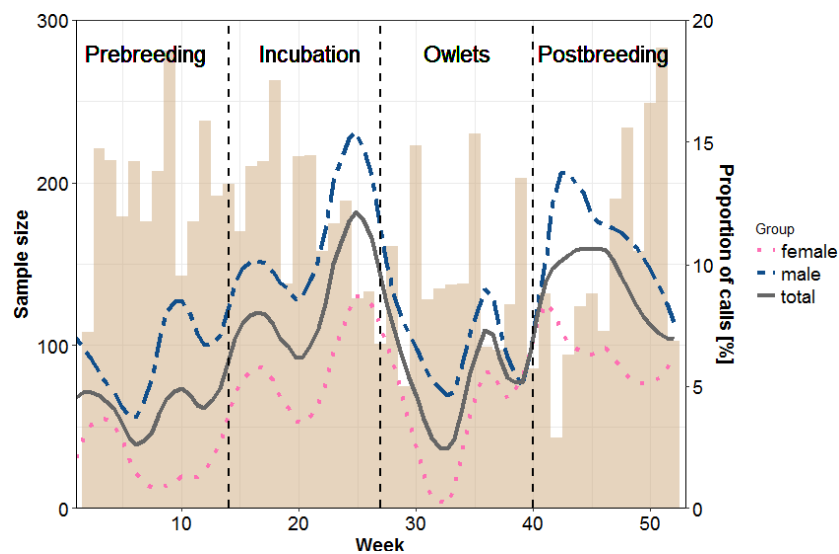 Prebreeding Incubation Owlets Postbreeding
300
200
100
0
Sample size
20
15
10
5
0
Proportion of calls [%]
10 20 30 40 50
Week
Group
female
male
total